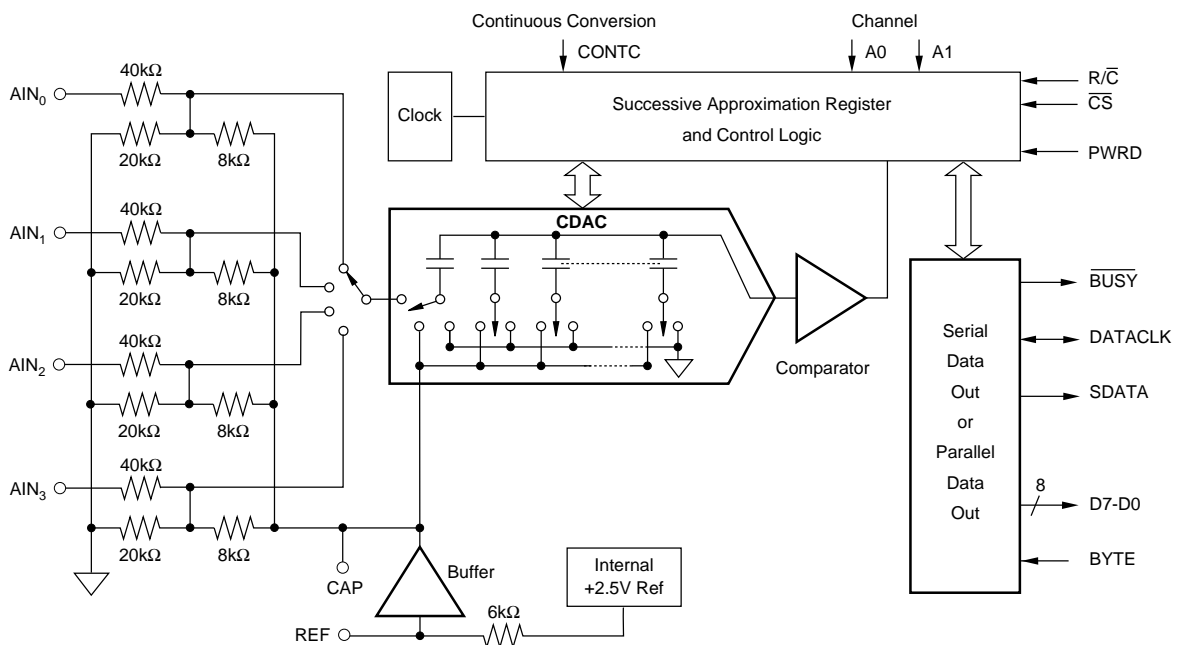 Continuous Conversion
CONTC
Channel
A0
A1
R/C̅
C̅S̅
PWRD
Clock
Successive Approximation Register
and Control Logic
AIN₀
40kΩ
20kΩ
8kΩ
AIN₁
40kΩ
20kΩ
8kΩ
AIN₂
40kΩ
20kΩ
8kΩ
AIN₃
40kΩ
20kΩ
8kΩ
CDAC
Comparator
CAP
Buffer
REF
6kΩ
Internal
+2.5V Ref
Serial
Data
Out
or
Parallel
Data
Out
B̅U̅S̅Y̅
DATACLK
SDATA
8
D7-D0
BYTE